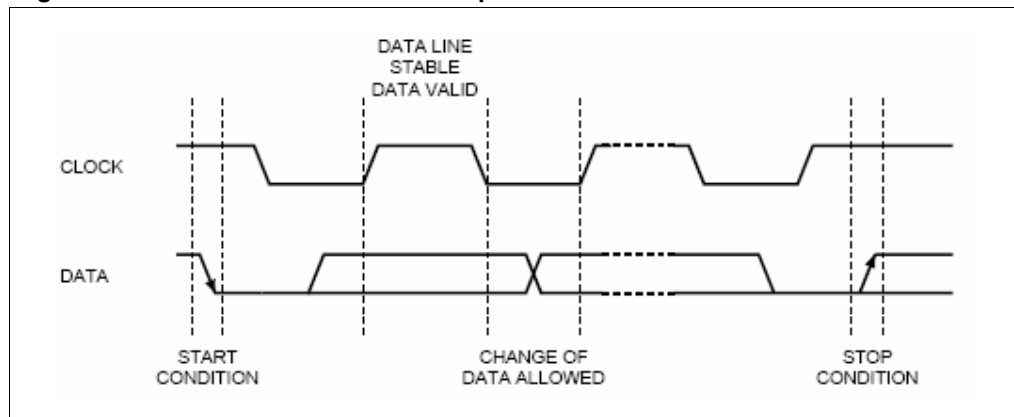 DATA LINE
STABLE
DATA VALID
CLOCK
DATA
START
CONDITION
CHANGE OF
DATA ALLOWED
STOP
CONDITION